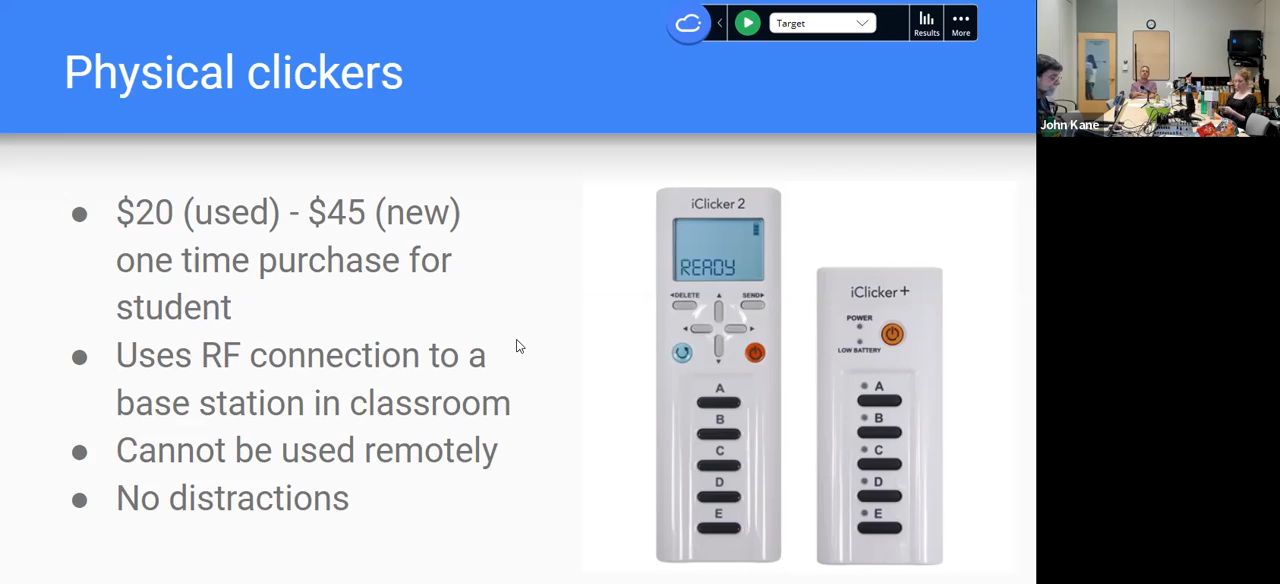 Physical clickers
Target
Results
More
John Kane
● $20 (used) - $45 (new)
one time purchase for
student
● Uses RF connection to a
base station in classroom
● Cannot be used remotely
● No distractions
iClicker 2
READY
◄DELETE
SEND►
A
B
C
D
E
iClicker+
POWER
LOW BATTERY
A
B
C
D
E